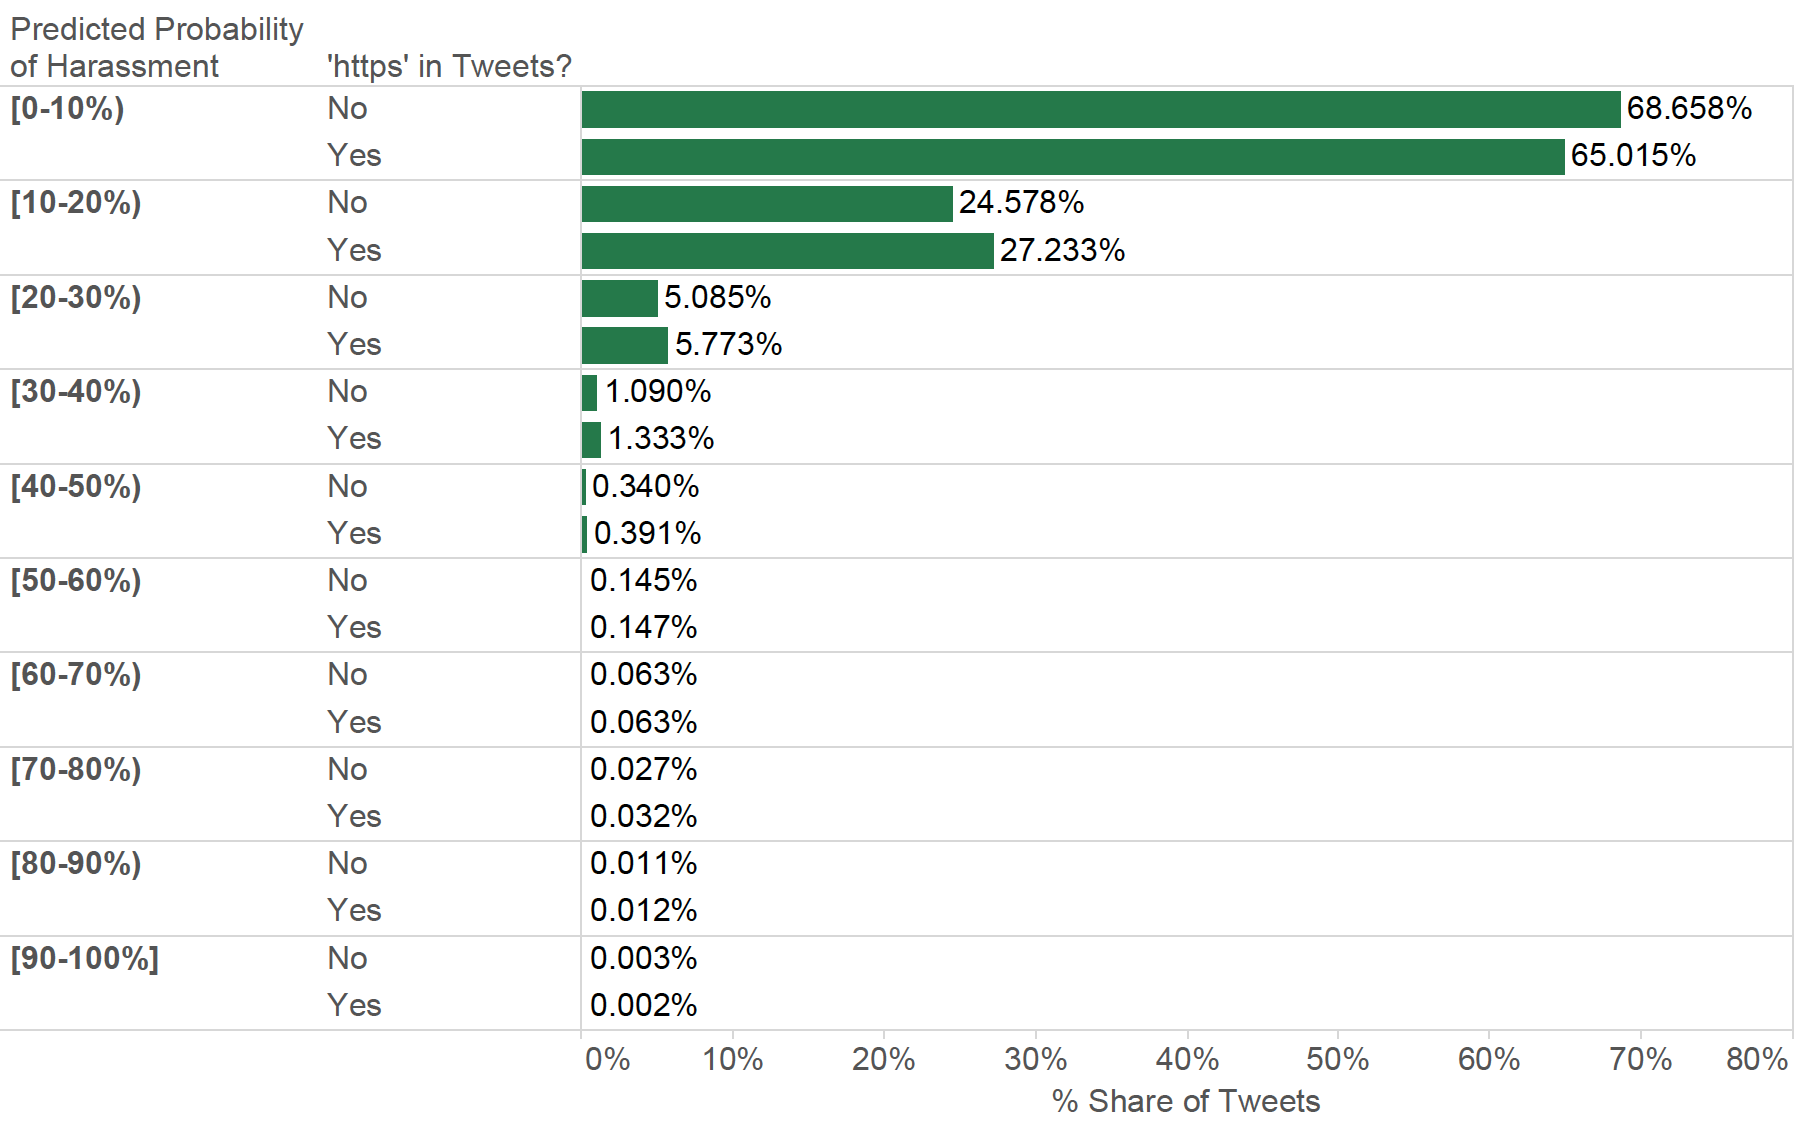 Predicted Probability
of Harassment 'https' in Tweets?
[0-10%) No 68.658%
Yes 65.015%
[10-20%) No 24.578%
Yes 27.233%
[20-30%) No 5.085%
Yes 5.773%
[30-40%) No 1.090%
Yes 1.333%
[40-50%) No 0.340%
Yes 0.391%
[50-60%) No 0.145%
Yes 0.147%
[60-70%) No 0.063%
Yes 0.063%
[70-80%) No 0.027%
Yes 0.032%
[80-90%) No 0.011%
Yes 0.012%
[90-100%] No 0.003%
Yes 0.002%
0% 10% 20% 30% 40% 50% 60% 70% 80%
% Share of Tweets